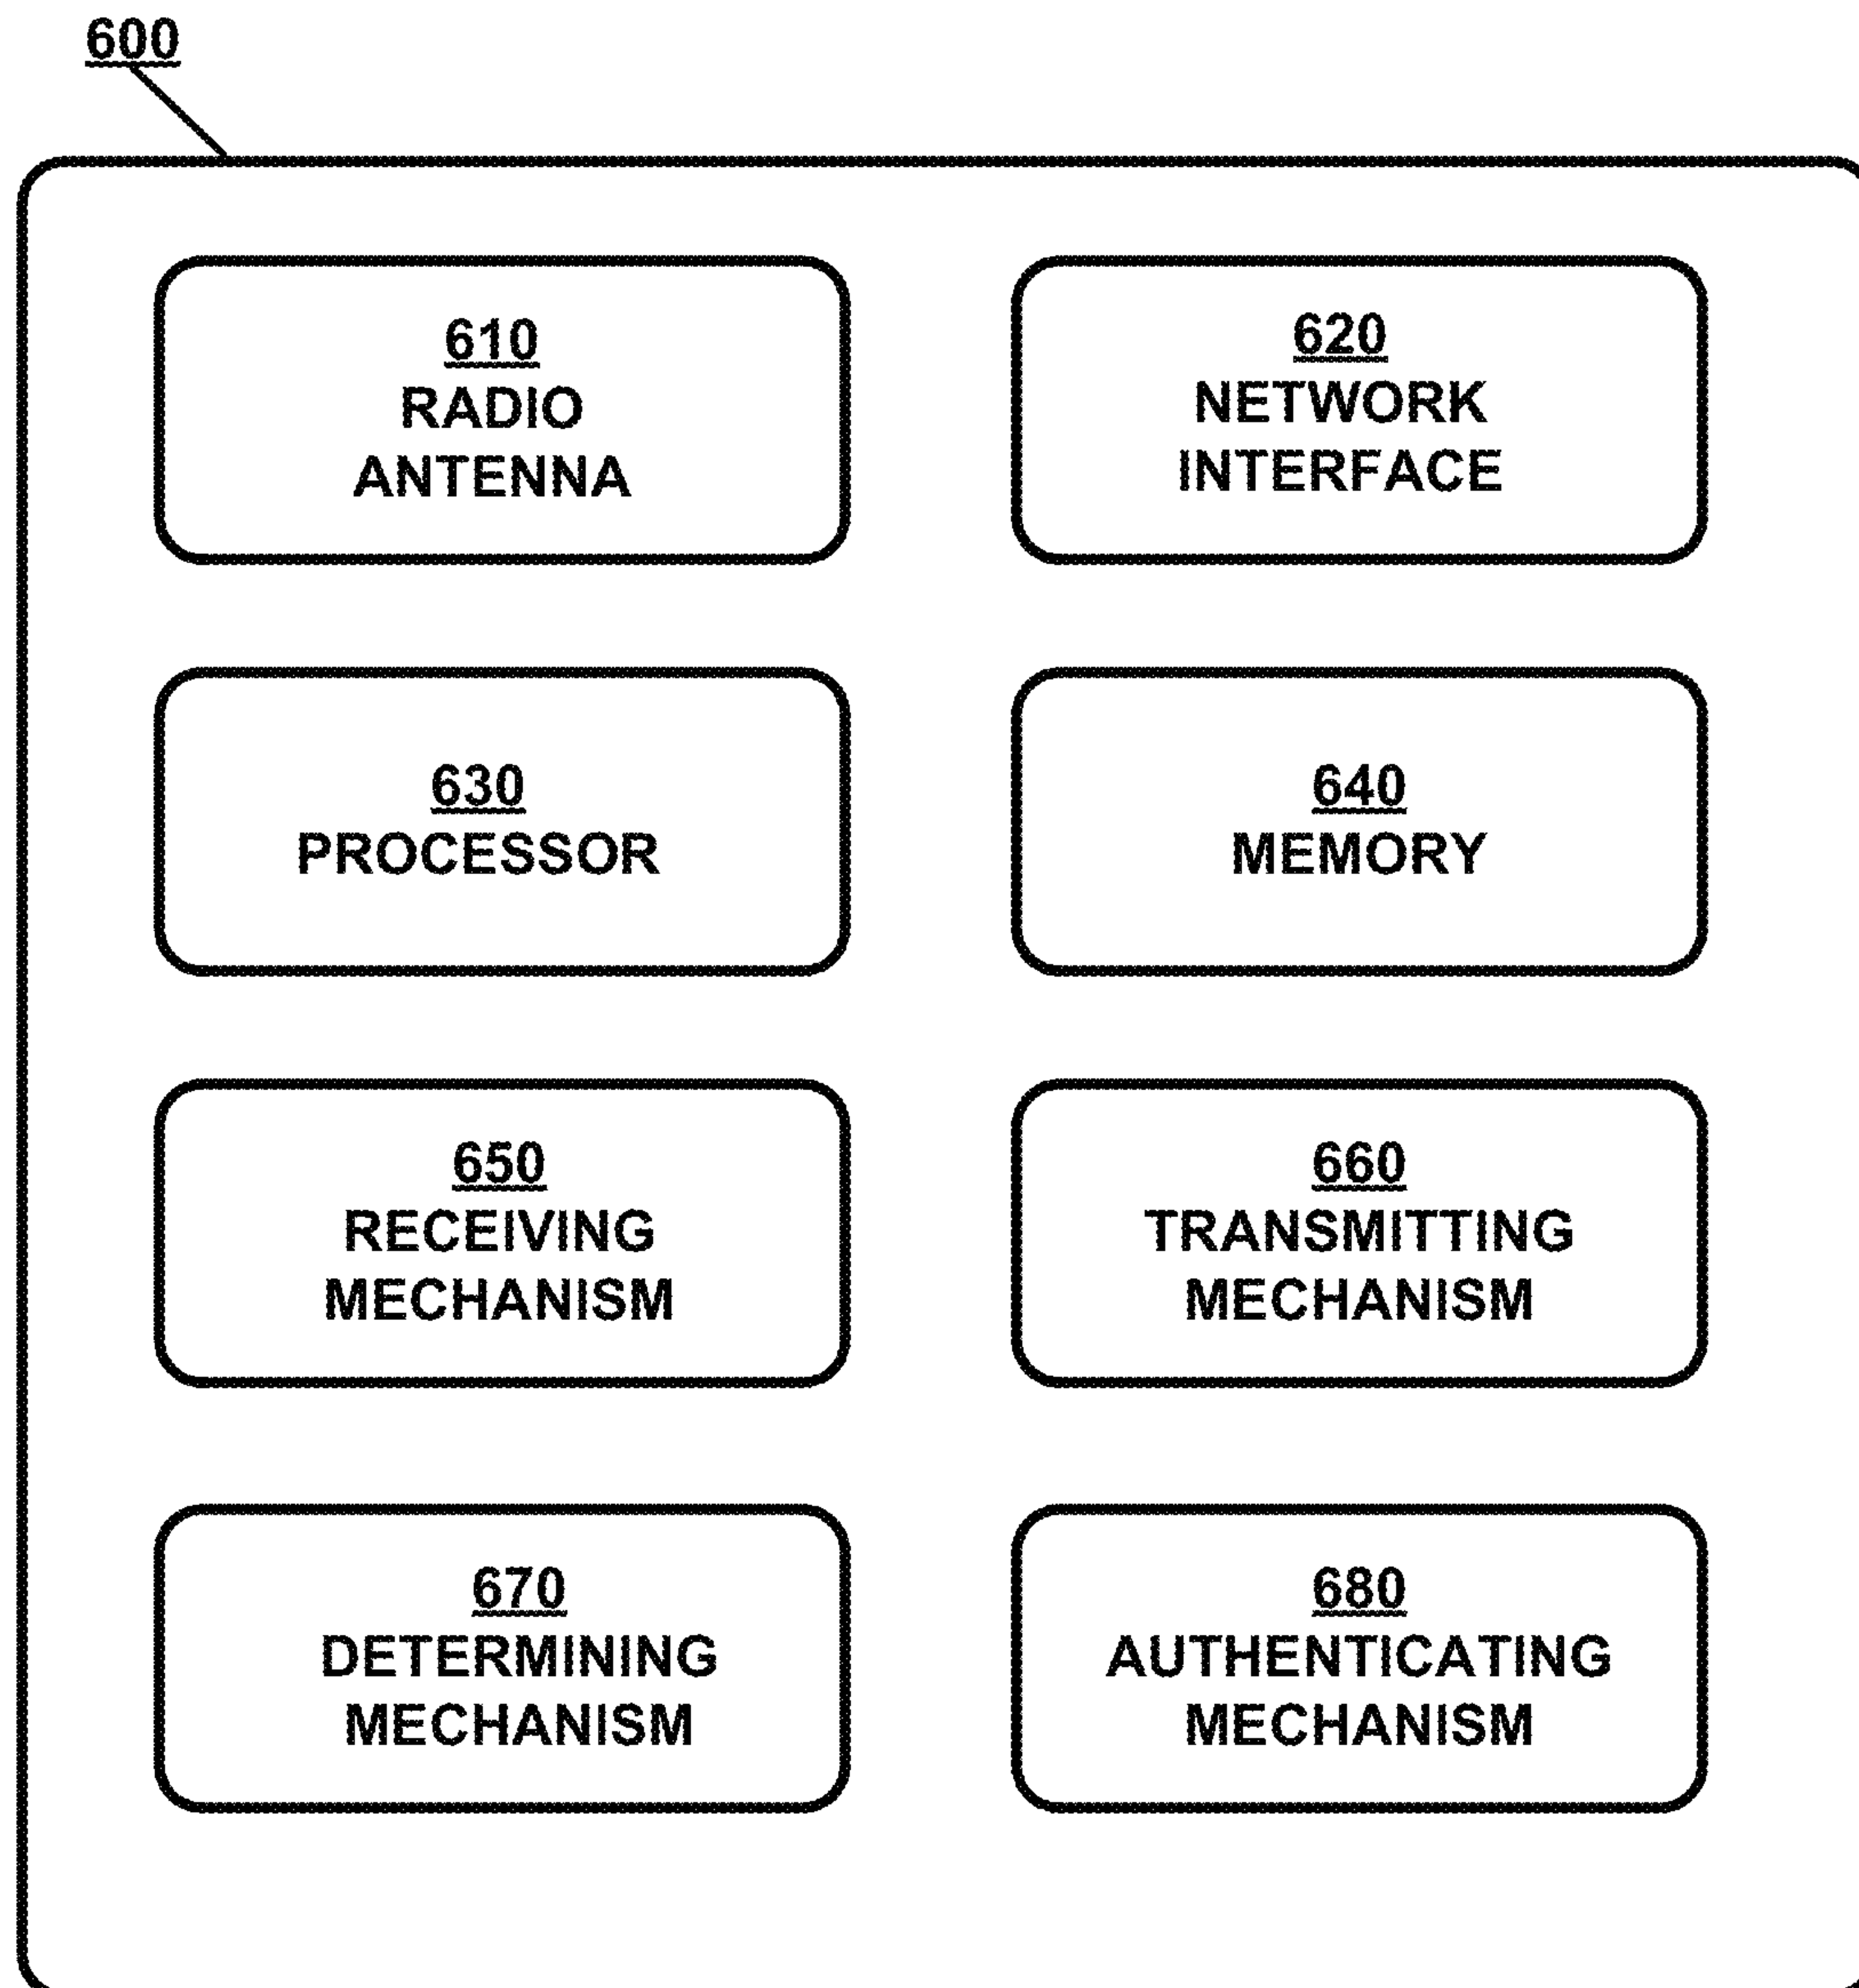 600
610
RADIO
ANTENNA
620
NETWORK
INTERFACE
630
PROCESSOR
640
MEMORY
650
RECEIVING
MECHANISM
660
TRANSMITTING
MECHANISM
670
DETERMINING
MECHANISM
680
AUTHENTICATING
MECHANISM